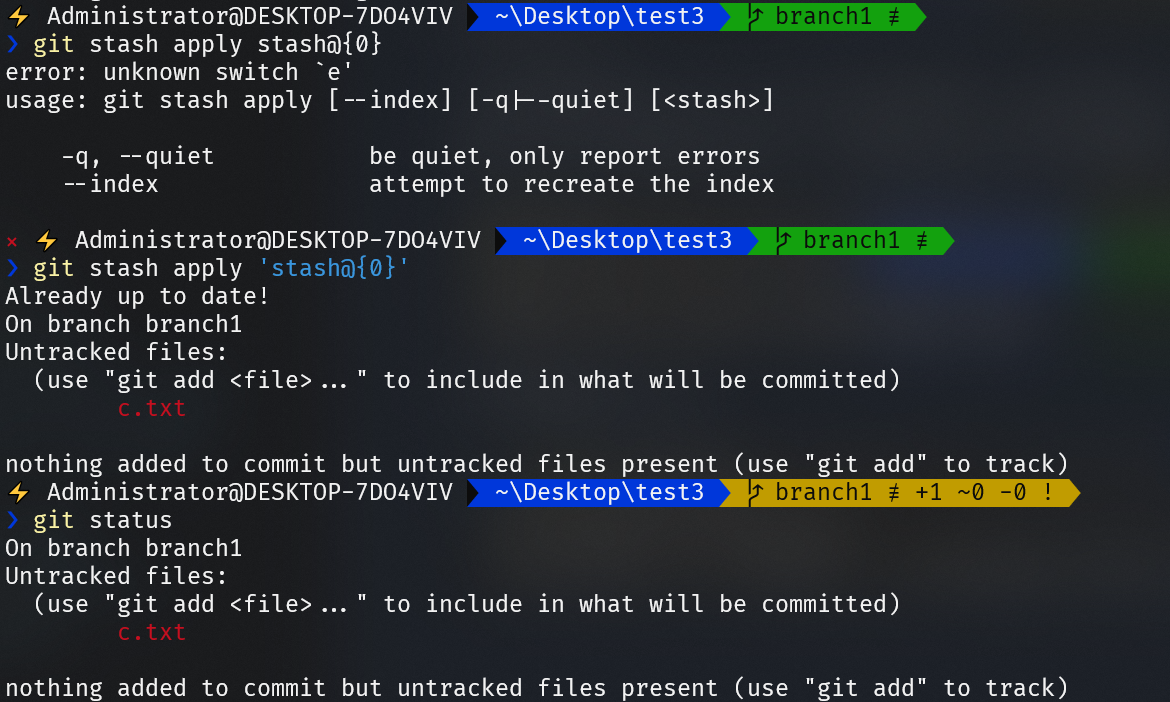 ⚡ Administrator@DESKTOP-7DO4VIV ~\Desktop\test3 branch1 ≢
❯ git stash apply stash@{0}
error: unknown switch `e'
usage: git stash apply [--index] [-q|--quiet] [<stash>]
-q, --quiet be quiet, only report errors
--index attempt to recreate the index
× ⚡ Administrator@DESKTOP-7DO4VIV ~\Desktop\test3 branch1 ≢
❯ git stash apply 'stash@{0}'
Already up to date!
On branch branch1
Untracked files:
(use "git add <file>..." to include in what will be committed)
c.txt
nothing added to commit but untracked files present (use "git add" to track)
⚡ Administrator@DESKTOP-7DO4VIV ~\Desktop\test3 branch1 ≢ +1 ~0 -0 !
❯ git status
On branch branch1
Untracked files:
(use "git add <file>..." to include in what will be committed)
c.txt
nothing added to commit but untracked files present (use "git add" to track)